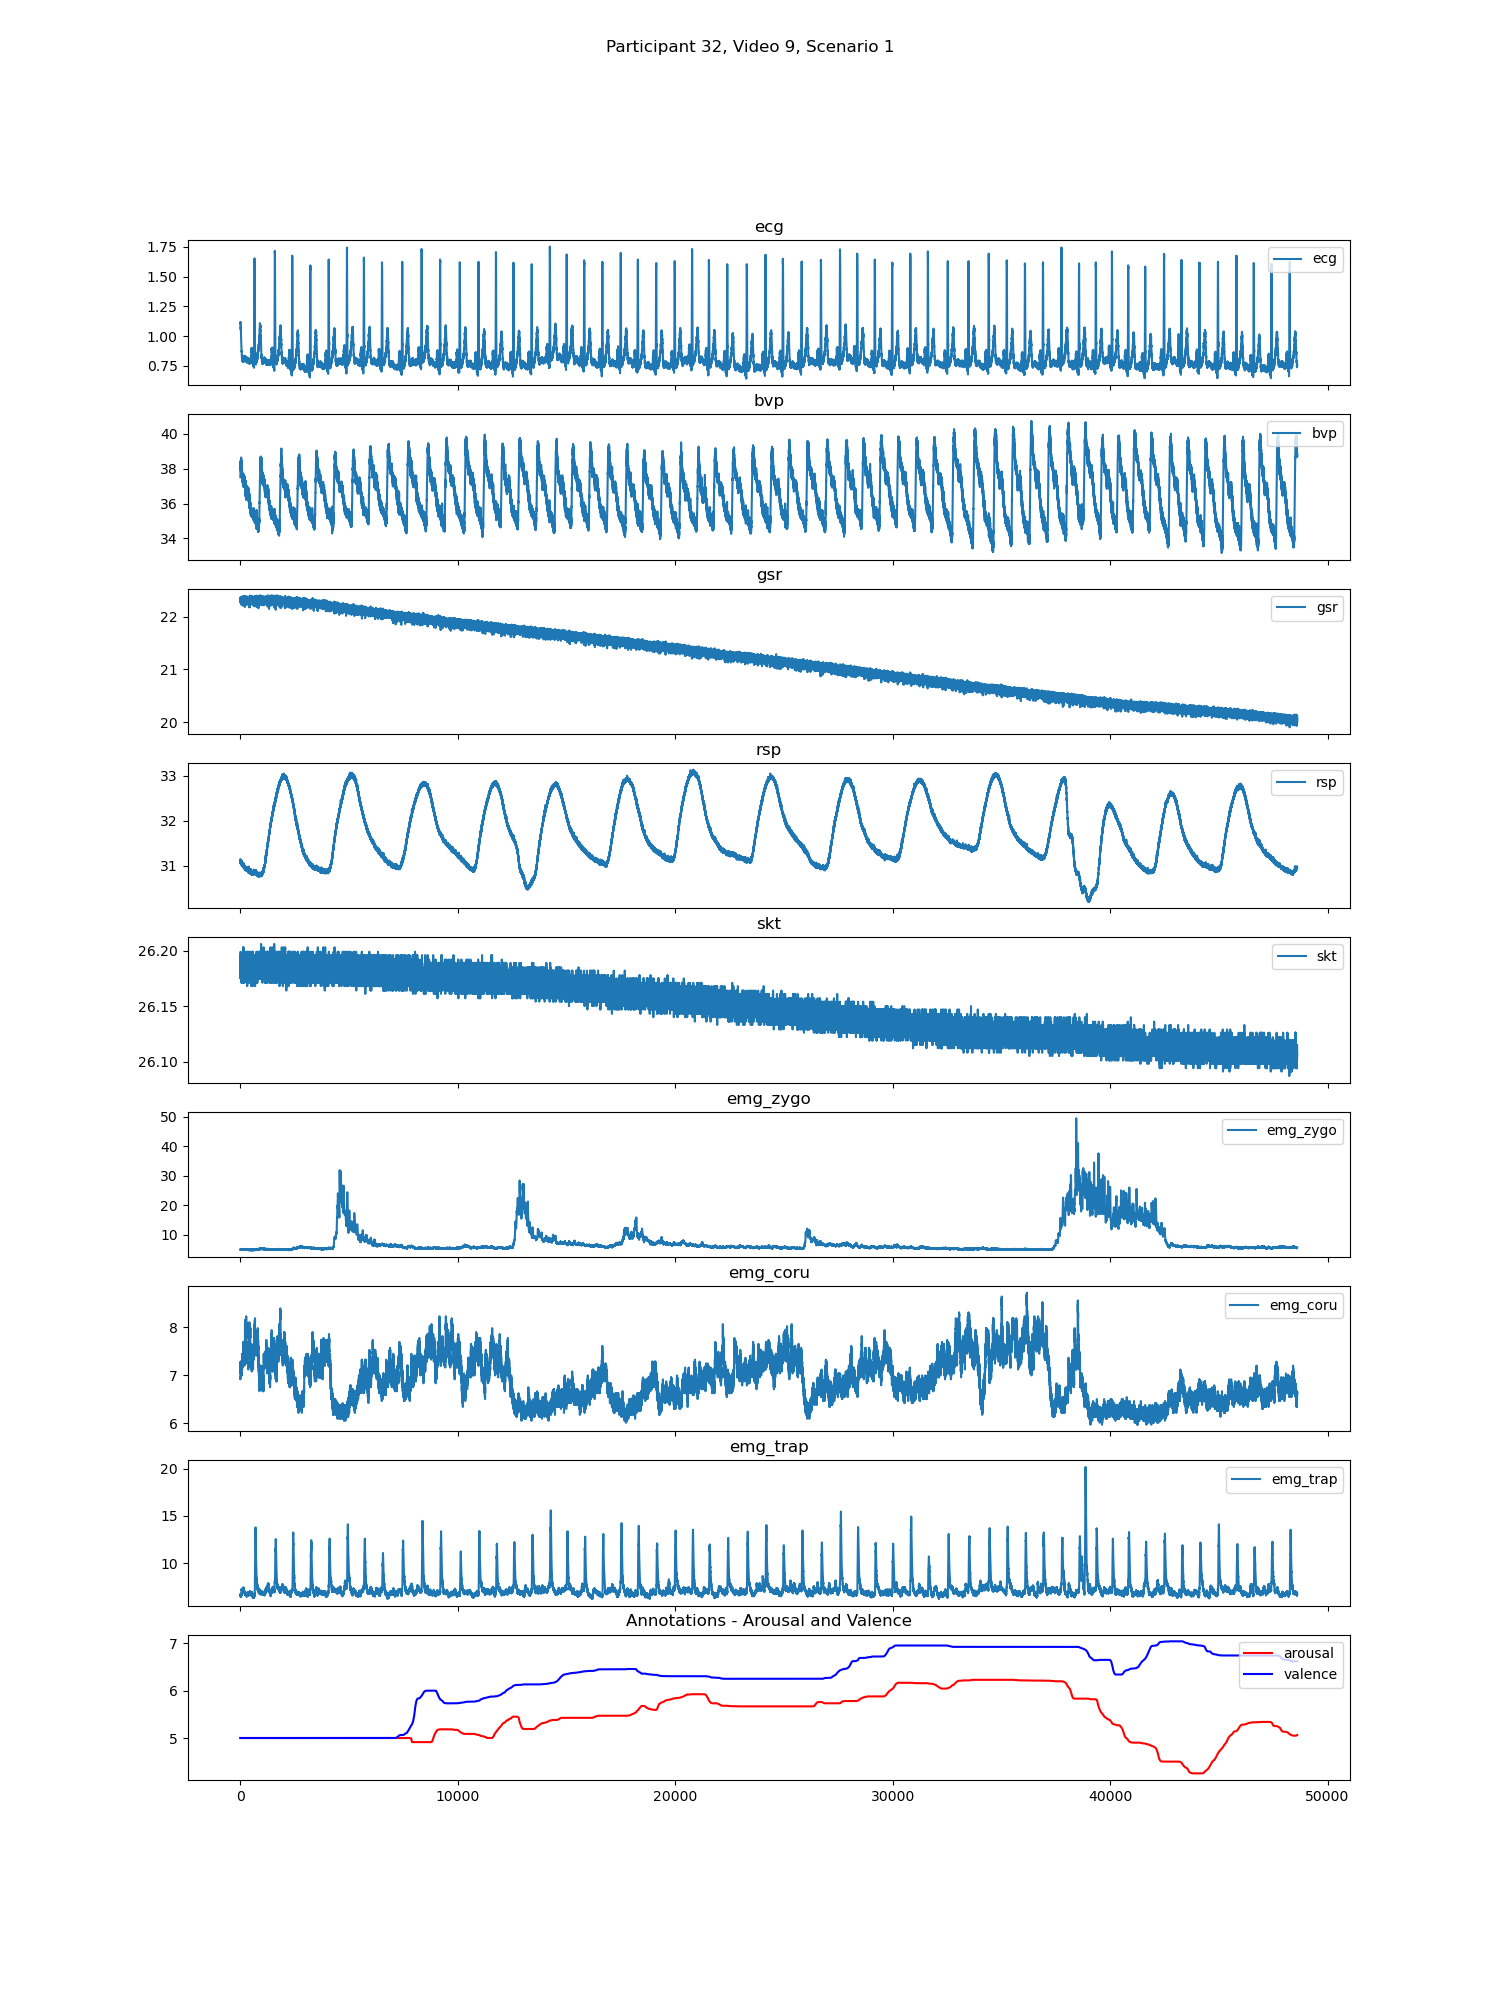 Participant 32, Video 9, Scenario 1
ecg
1.75
1.50
1.25
1.00
0.75
ecg
bvp
40
38
36
34
bvp
gsr
22
21
20
gsr
rsp
33
32
31
rsp
skt
26.20
26.15
26.10
skt
emg_zygo
50
40
30
20
10
emg_zygo
emg_coru
8
7
6
emg_coru
emg_trap
20
15
10
emg_trap
Annotations - Arousal and Valence
7
6
5
arousal
valence
0 10000 20000 30000 40000 50000